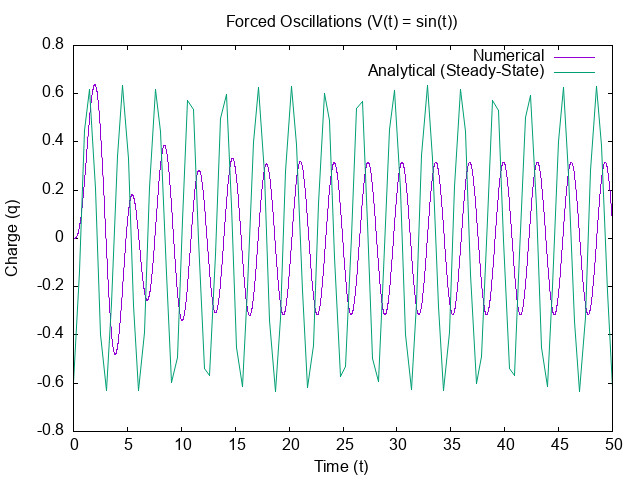 Forced Oscillations (V(t) = sin(t))
Numerical
Analytical (Steady-State)
0.8
0.6
0.4
0.2
0
-0.2
-0.4
-0.6
-0.8
Charge (q)
0 5 10 15 20 25 30 35 40 45 50
Time (t)